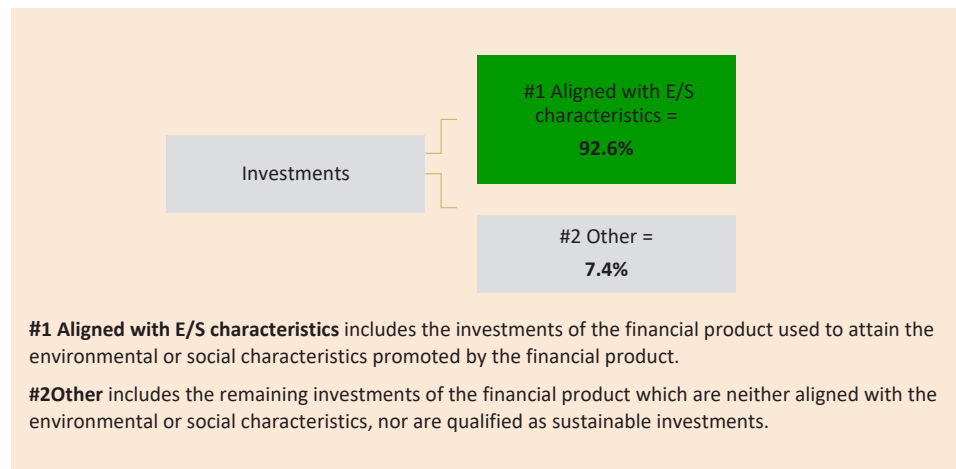 #1 Aligned with E/S
characteristics =
92.6%
Investments
#2 Other =
7.4%
#1 Aligned with E/S characteristics includes the investments of the financial product used to attain the
environmental or social characteristics promoted by the financial product.
#2Other includes the remaining investments of the financial product which are neither aligned with the
environmental or social characteristics, nor are qualified as sustainable investments.